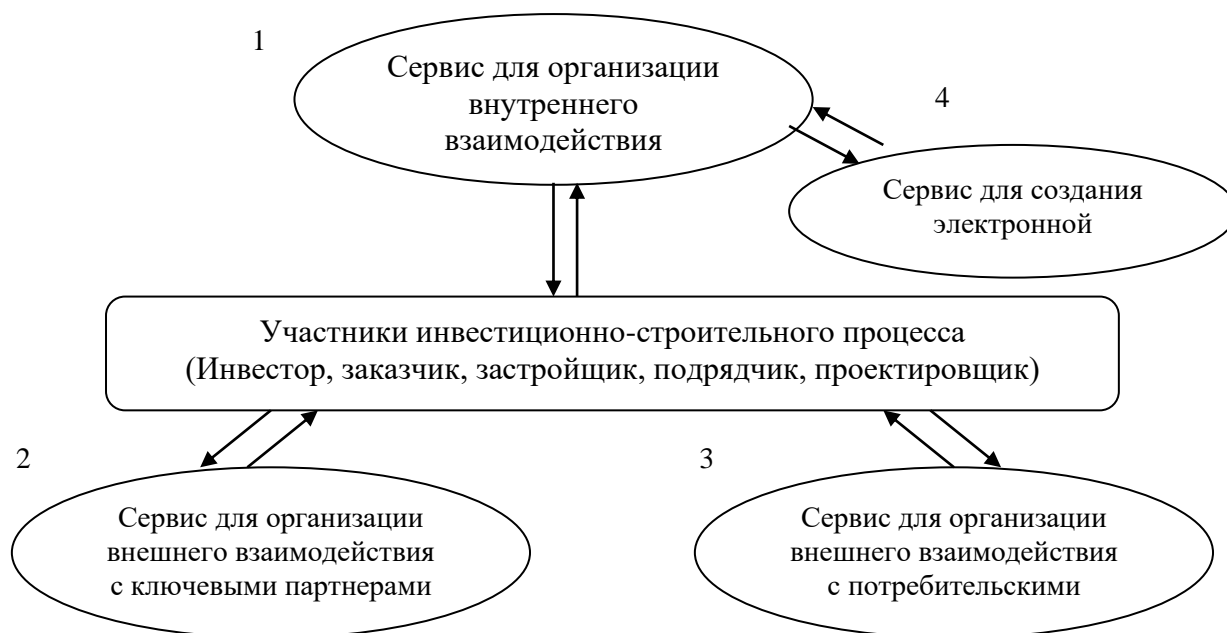 1
Сервис для организации
внутреннего
взаимодействия
4
Сервис для создания
электронной
Участники инвестиционно-строительного процесса
(Инвестор, заказчик, застройщик, подрядчик, проектировщик)
2
Сервис для организации
внешнего взаимодействия
с ключевыми партнерами
3
Сервис для организации
внешнего взаимодействия
с потребительскими